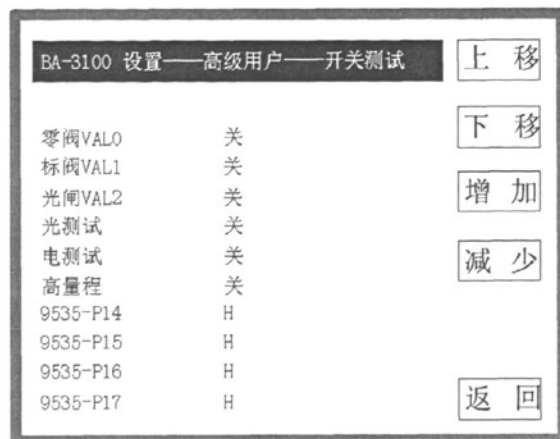 BA-3100 设置——高级用户——开关测试
上移
下移
增加
减少
返回
零阀VAL0 关
标阀VAL1 关
光闸VAL2 关
光测试 关
电测试 关
高量程 关
9535-P14 H
9535-P15 H
9535-P16 H
9535-P17 H